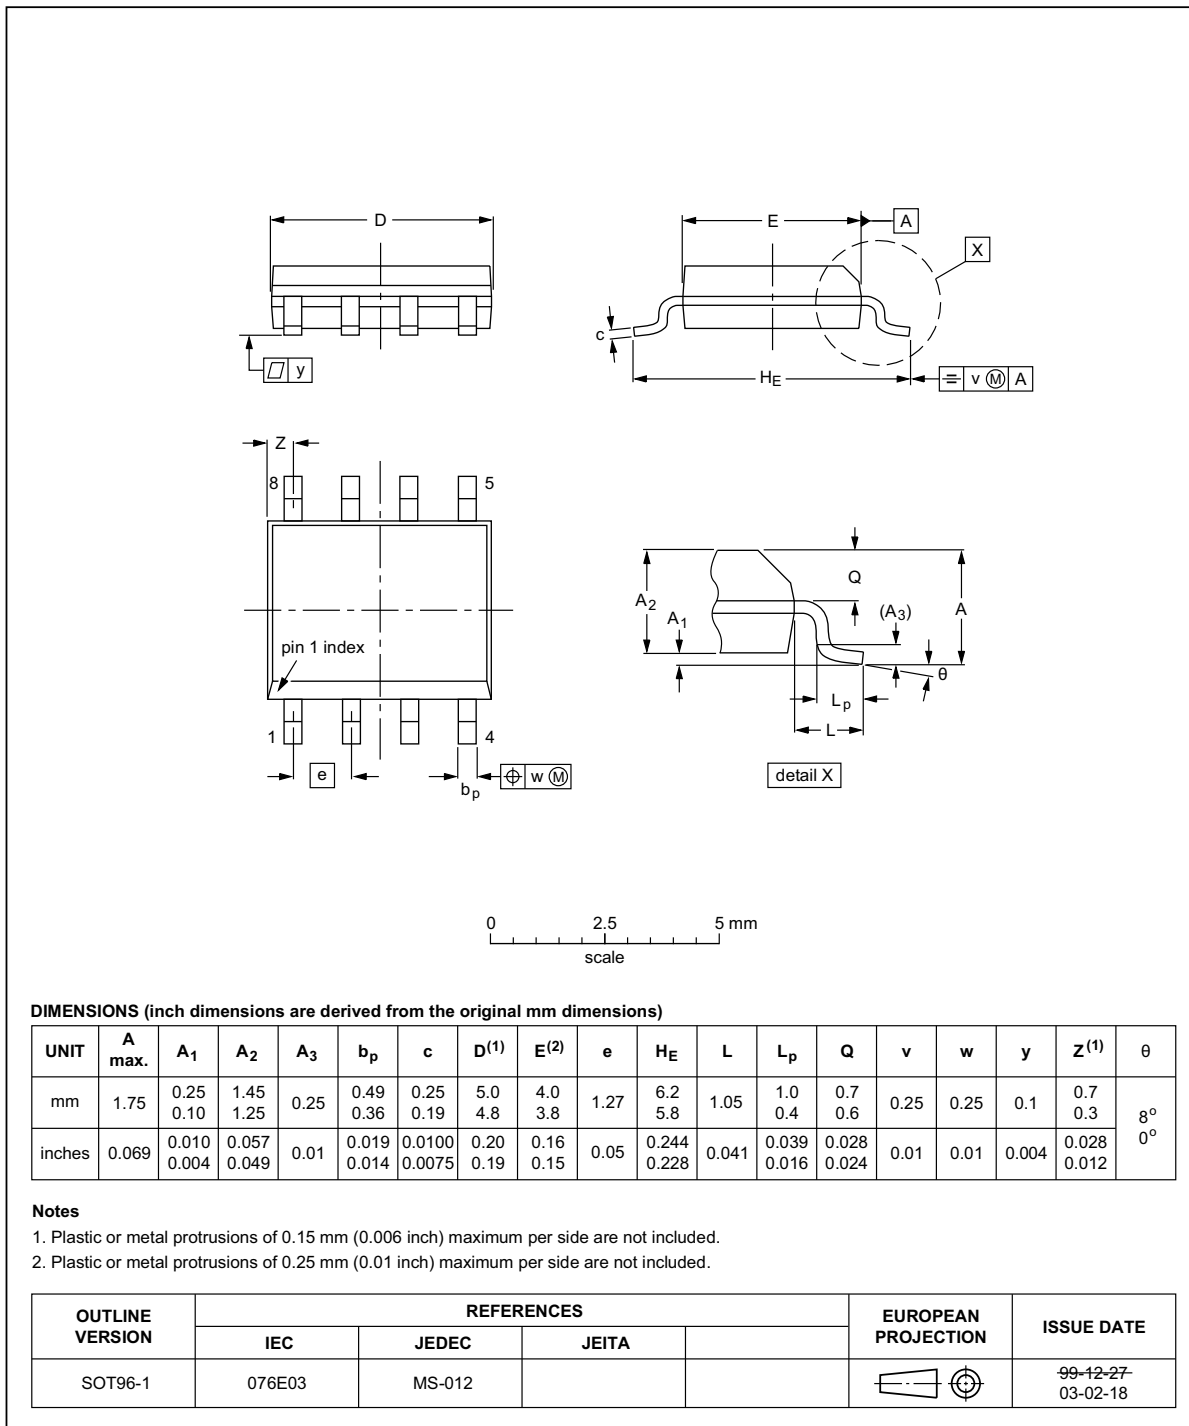 D
E
A
X
c
y
HE
v M A
Z
8
5
pin 1 index
1
4
e
bp
w M
A2
A1
Q
(A3)
A
θ
Lp
L
detail X
0 2.5 5 mm
scale
DIMENSIONS (inch dimensions are derived from the original mm dimensions)
UNIT A max. A1 A2 A3 bp c D(1) E(2) e HE L Lp Q v w y Z(1) θ
mm 1.75 0.25 0.10 1.45 1.25 0.25 0.49 0.36 0.25 0.19 5.0 4.8 4.0 3.8 1.27 6.2 5.8 1.05 1.0 0.4 0.7 0.6 0.25 0.25 0.1 0.7 0.3 8o 0o
inches 0.069 0.010 0.004 0.057 0.049 0.01 0.019 0.014 0.0100 0.0075 0.20 0.19 0.16 0.15 0.05 0.244 0.228 0.041 0.039 0.016 0.028 0.024 0.01 0.01 0.004 0.028 0.012
Notes
1. Plastic or metal protrusions of 0.15 mm (0.006 inch) maximum per side are not included.
2. Plastic or metal protrusions of 0.25 mm (0.01 inch) maximum per side are not included.
OUTLINE VERSION REFERENCES EUROPEAN PROJECTION ISSUE DATE
IEC JEDEC JEITA
SOT96-1 076E03 MS-012 99-12-27
03-02-18